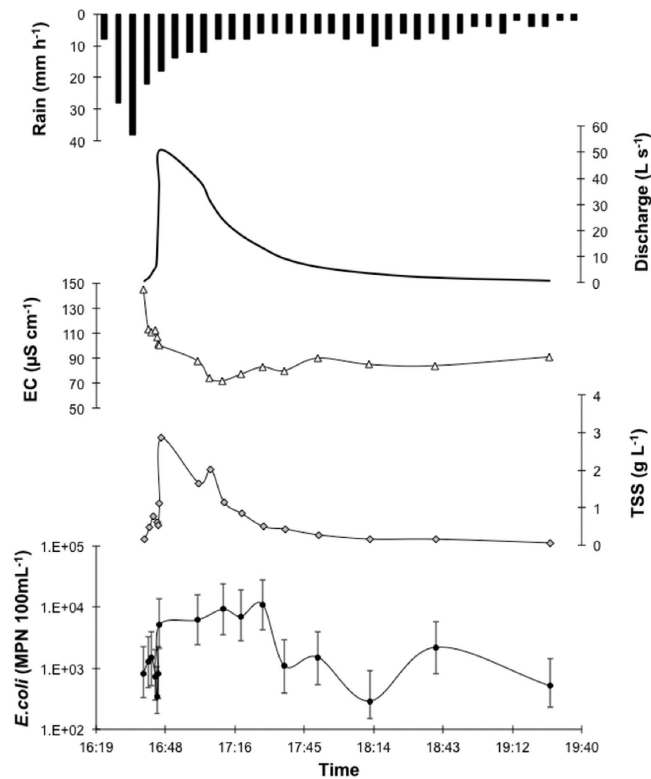 0
10
20
30
40
Rain (mm h⁻¹)
60
50
40
30
20
10
0
Discharge (L s⁻¹)
150
130
110
90
70
50
EC (µS cm⁻¹)
4
3
2
1
0
TSS (g L⁻¹)
1.E+05
1.E+04
1.E+03
1.E+02
E.coli (MPN 100mL⁻¹)
16:19 16:48 17:16 17:45 18:14 18:43 19:12 19:40
Time